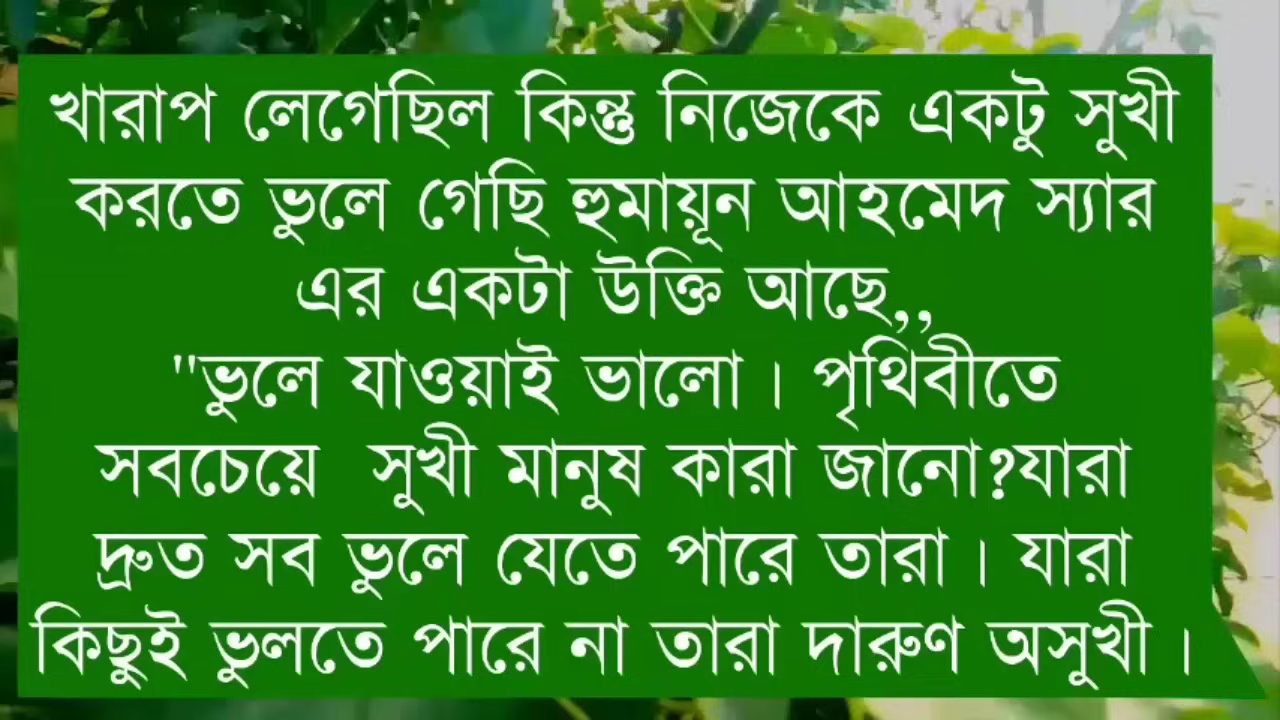 খারাপ লেগেছিল কিন্তু নিজেকে একটু সুখী
করতে ভুলে গেছি হুমায়ূন আহমেদ স্যার
এর একটা উক্তি আছে,,
"ভুলে যাওয়াই ভালো। পৃথিবীতে
সবচেয়ে সুখী মানুষ কারা জানো?যারা
দ্রুত সব ভুলে যেতে পারে তারা। যারা
কিছুই ভুলতে পারে না তারা দারুণ অসুখী।